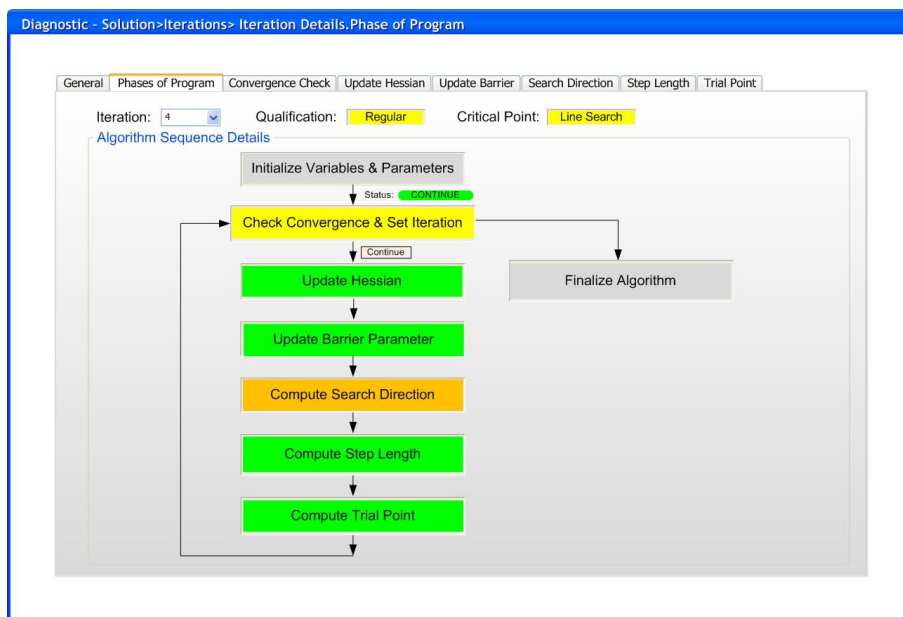 Diagnostic - Solution>Iterations> Iteration Details.Phase of Program
General Phases of Program Convergence Check Update Hessian Update Barrier Search Direction Step Length Trial Point
Iteration: 4 Qualification: Regular Critical Point: Line Search
Algorithm Sequence Details
Initialize Variables & Parameters
Status: CONTINUE
Check Convergence & Set Iteration
Continue
Update Hessian
Finalize Algorithm
Update Barrier Parameter
Compute Search Direction
Compute Step Length
Compute Trial Point